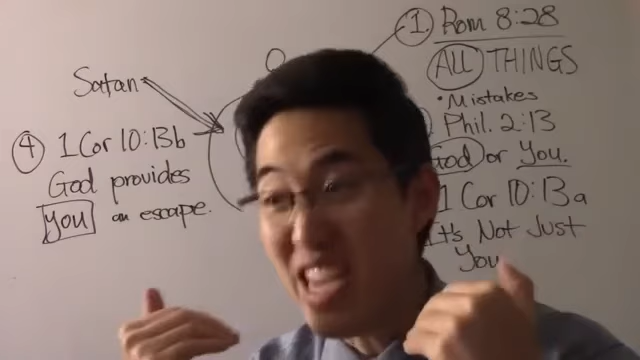 ① Rom 8:28
ALL THINGS
• Mistakes
Phil. 2:13
God or You.
1 Cor 10:13a
It's Not Just
You
Satan
④ 1 Cor 10:13b
God provides
you an escape.